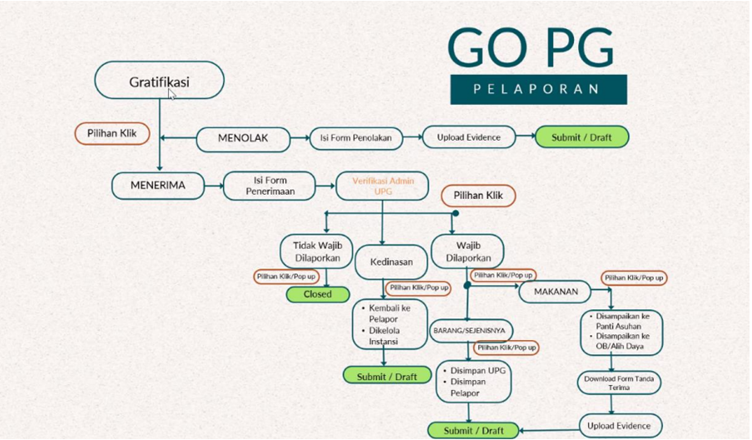 GO PG
PELAPORAN
Gratifikasi
Pilihan Klik
MENOLAK
Isi Form Penolakan
Upload Evidence
Submit / Draft
MENERIMA
Isi Form
Penerimaan
Verifikasi Admin
UPG
Pilihan Klik
Tidak Wajib
Dilaporkan
Kedinasan
Wajib
Dilaporkan
Pilihan Klik/Pop up
Closed
Pilihan Klik/Pop up
Pilihan Klik/Pop up
Pilihan Klik/Pop up
MAKANAN
• Kembali ke
Pelapor
• Dikelola
Instansi
Submit / Draft
BARANG/SEJENISNYA
Pilihan Klik/Pop up
• Disimpan UPG
• Disimpan
Pelapor
Submit / Draft
• Disampaikan ke
Panti Asuhan
• Disampaikan ke
OB/Alih Daya
Download Form Tanda
Terima
Upload Evidence